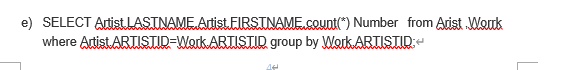 e) SELECT Artist.LASTNAME,Artist.FIRSTNAME,count(*) Number from Arist ,Worrk
where Artist.ARTISTID=Work.ARTISTID group by Work.ARTISTID;↵